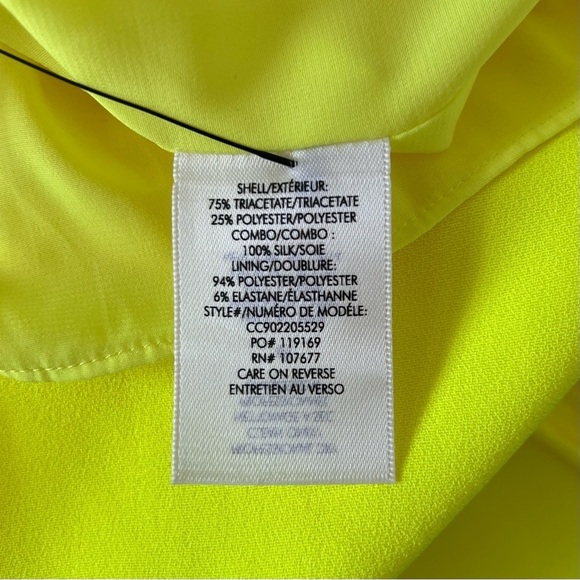 SHELL/EXTÉRIEUR:
75% TRIACETATE/TRIACETATE
25% POLYESTER/POLYESTER
COMBO/COMBO :
100% SILK/SOIE
LINING/DOUBLURE:
94% POLYESTER/POLYESTER
6% ELASTANE/ÉLASTHANNE
STYLE#/NUMÉRO DE MODÉLE:
CC902205529
PO# 119169
RN# 107677
CARE ON REVERSE
ENTRETIEN AU VERSO